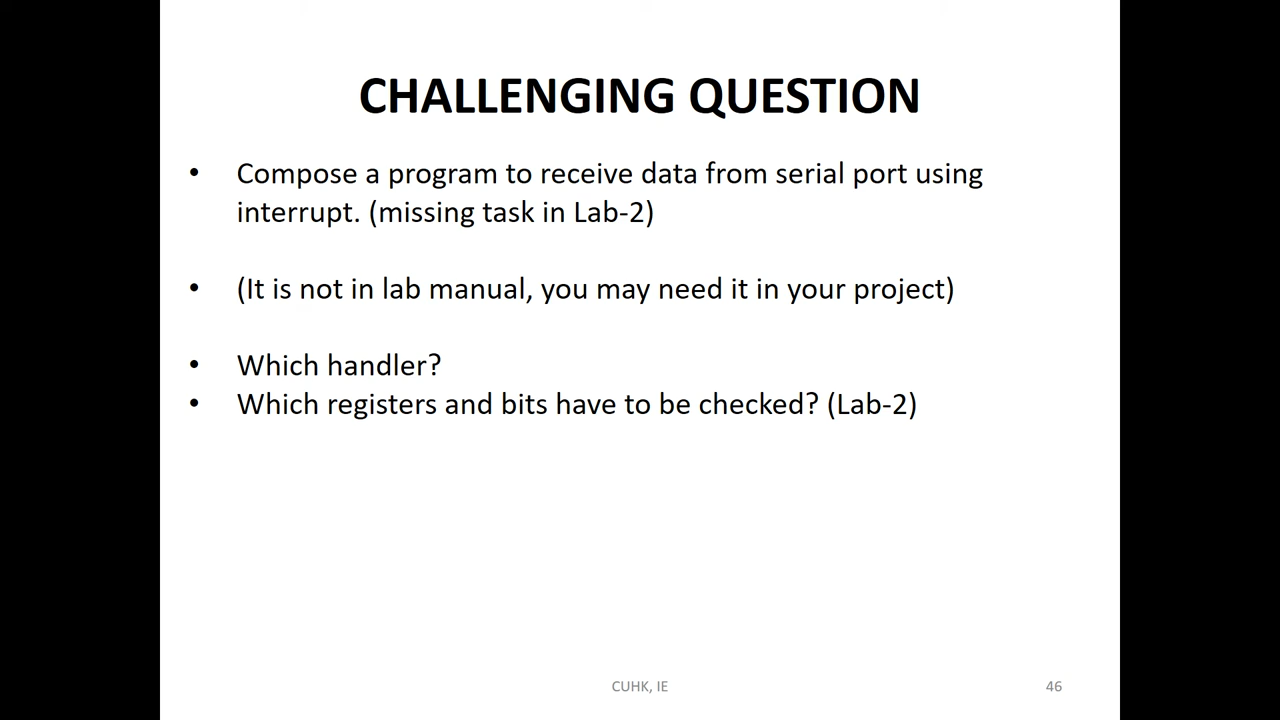 CHALLENGING QUESTION
• Compose a program to receive data from serial port using
interrupt. (missing task in Lab-2)
• (It is not in lab manual, you may need it in your project)
• Which handler?
• Which registers and bits have to be checked? (Lab-2)
CUHK, IE
46